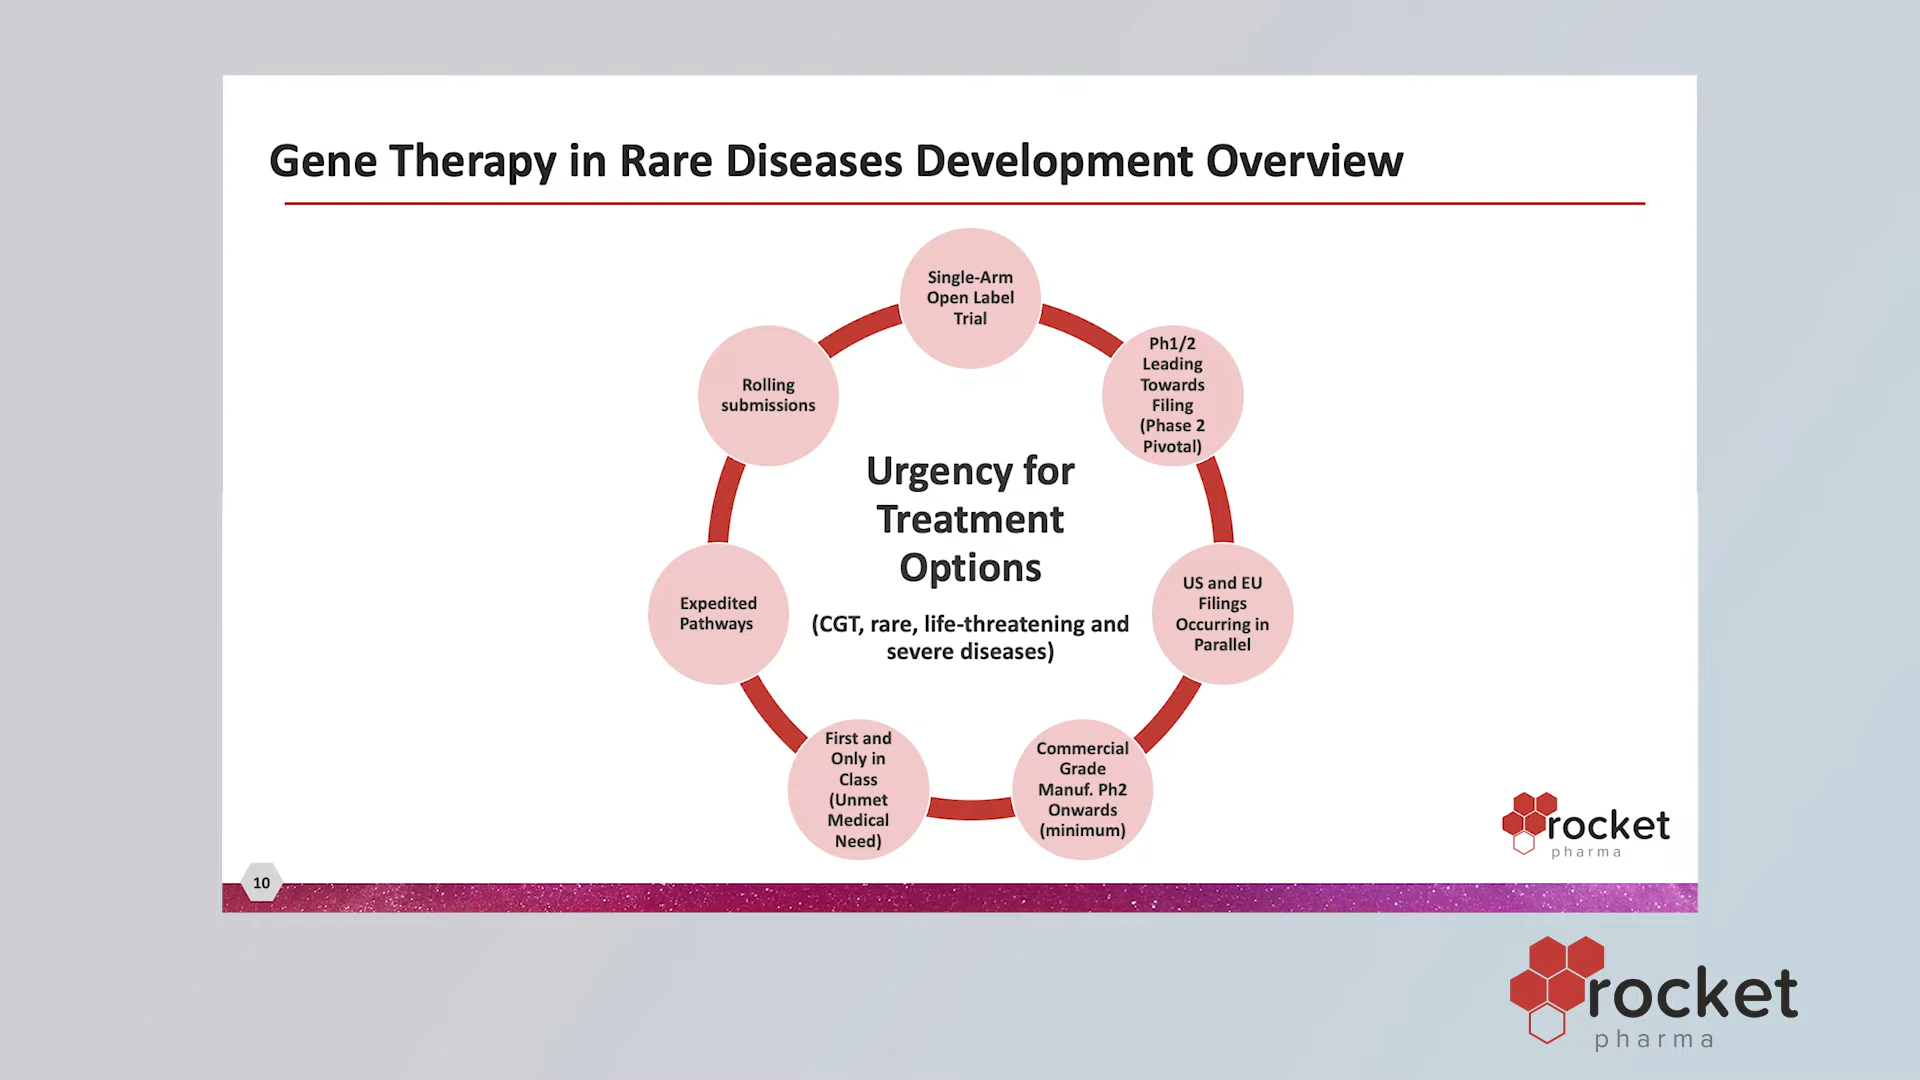 Gene Therapy in Rare Diseases Development Overview
Single-Arm
Open Label
Trial
Ph1/2
Leading
Towards
Filing
(Phase 2
Pivotal)
US and EU
Filings
Occurring in
Parallel
Commercial
Grade
Manuf. Ph2
Onwards
(minimum)
First and
Only in
Class
(Unmet
Medical
Need)
Expedited
Pathways
Rolling
submissions
Urgency for
Treatment
Options
(CGT, rare, life-threatening and
severe diseases)
rocket
pharma
10
rocket
pharma